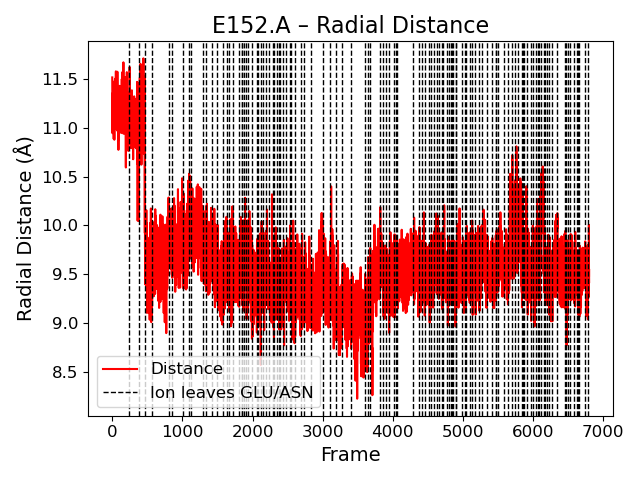 E152.A – Radial Distance
Radial Distance (Å)
11.5
11.0
10.5
10.0
9.5
9.0
8.5
Distance
Ion leaves GLU/ASN
0 1000 2000 3000 4000 5000 6000 7000
Frame